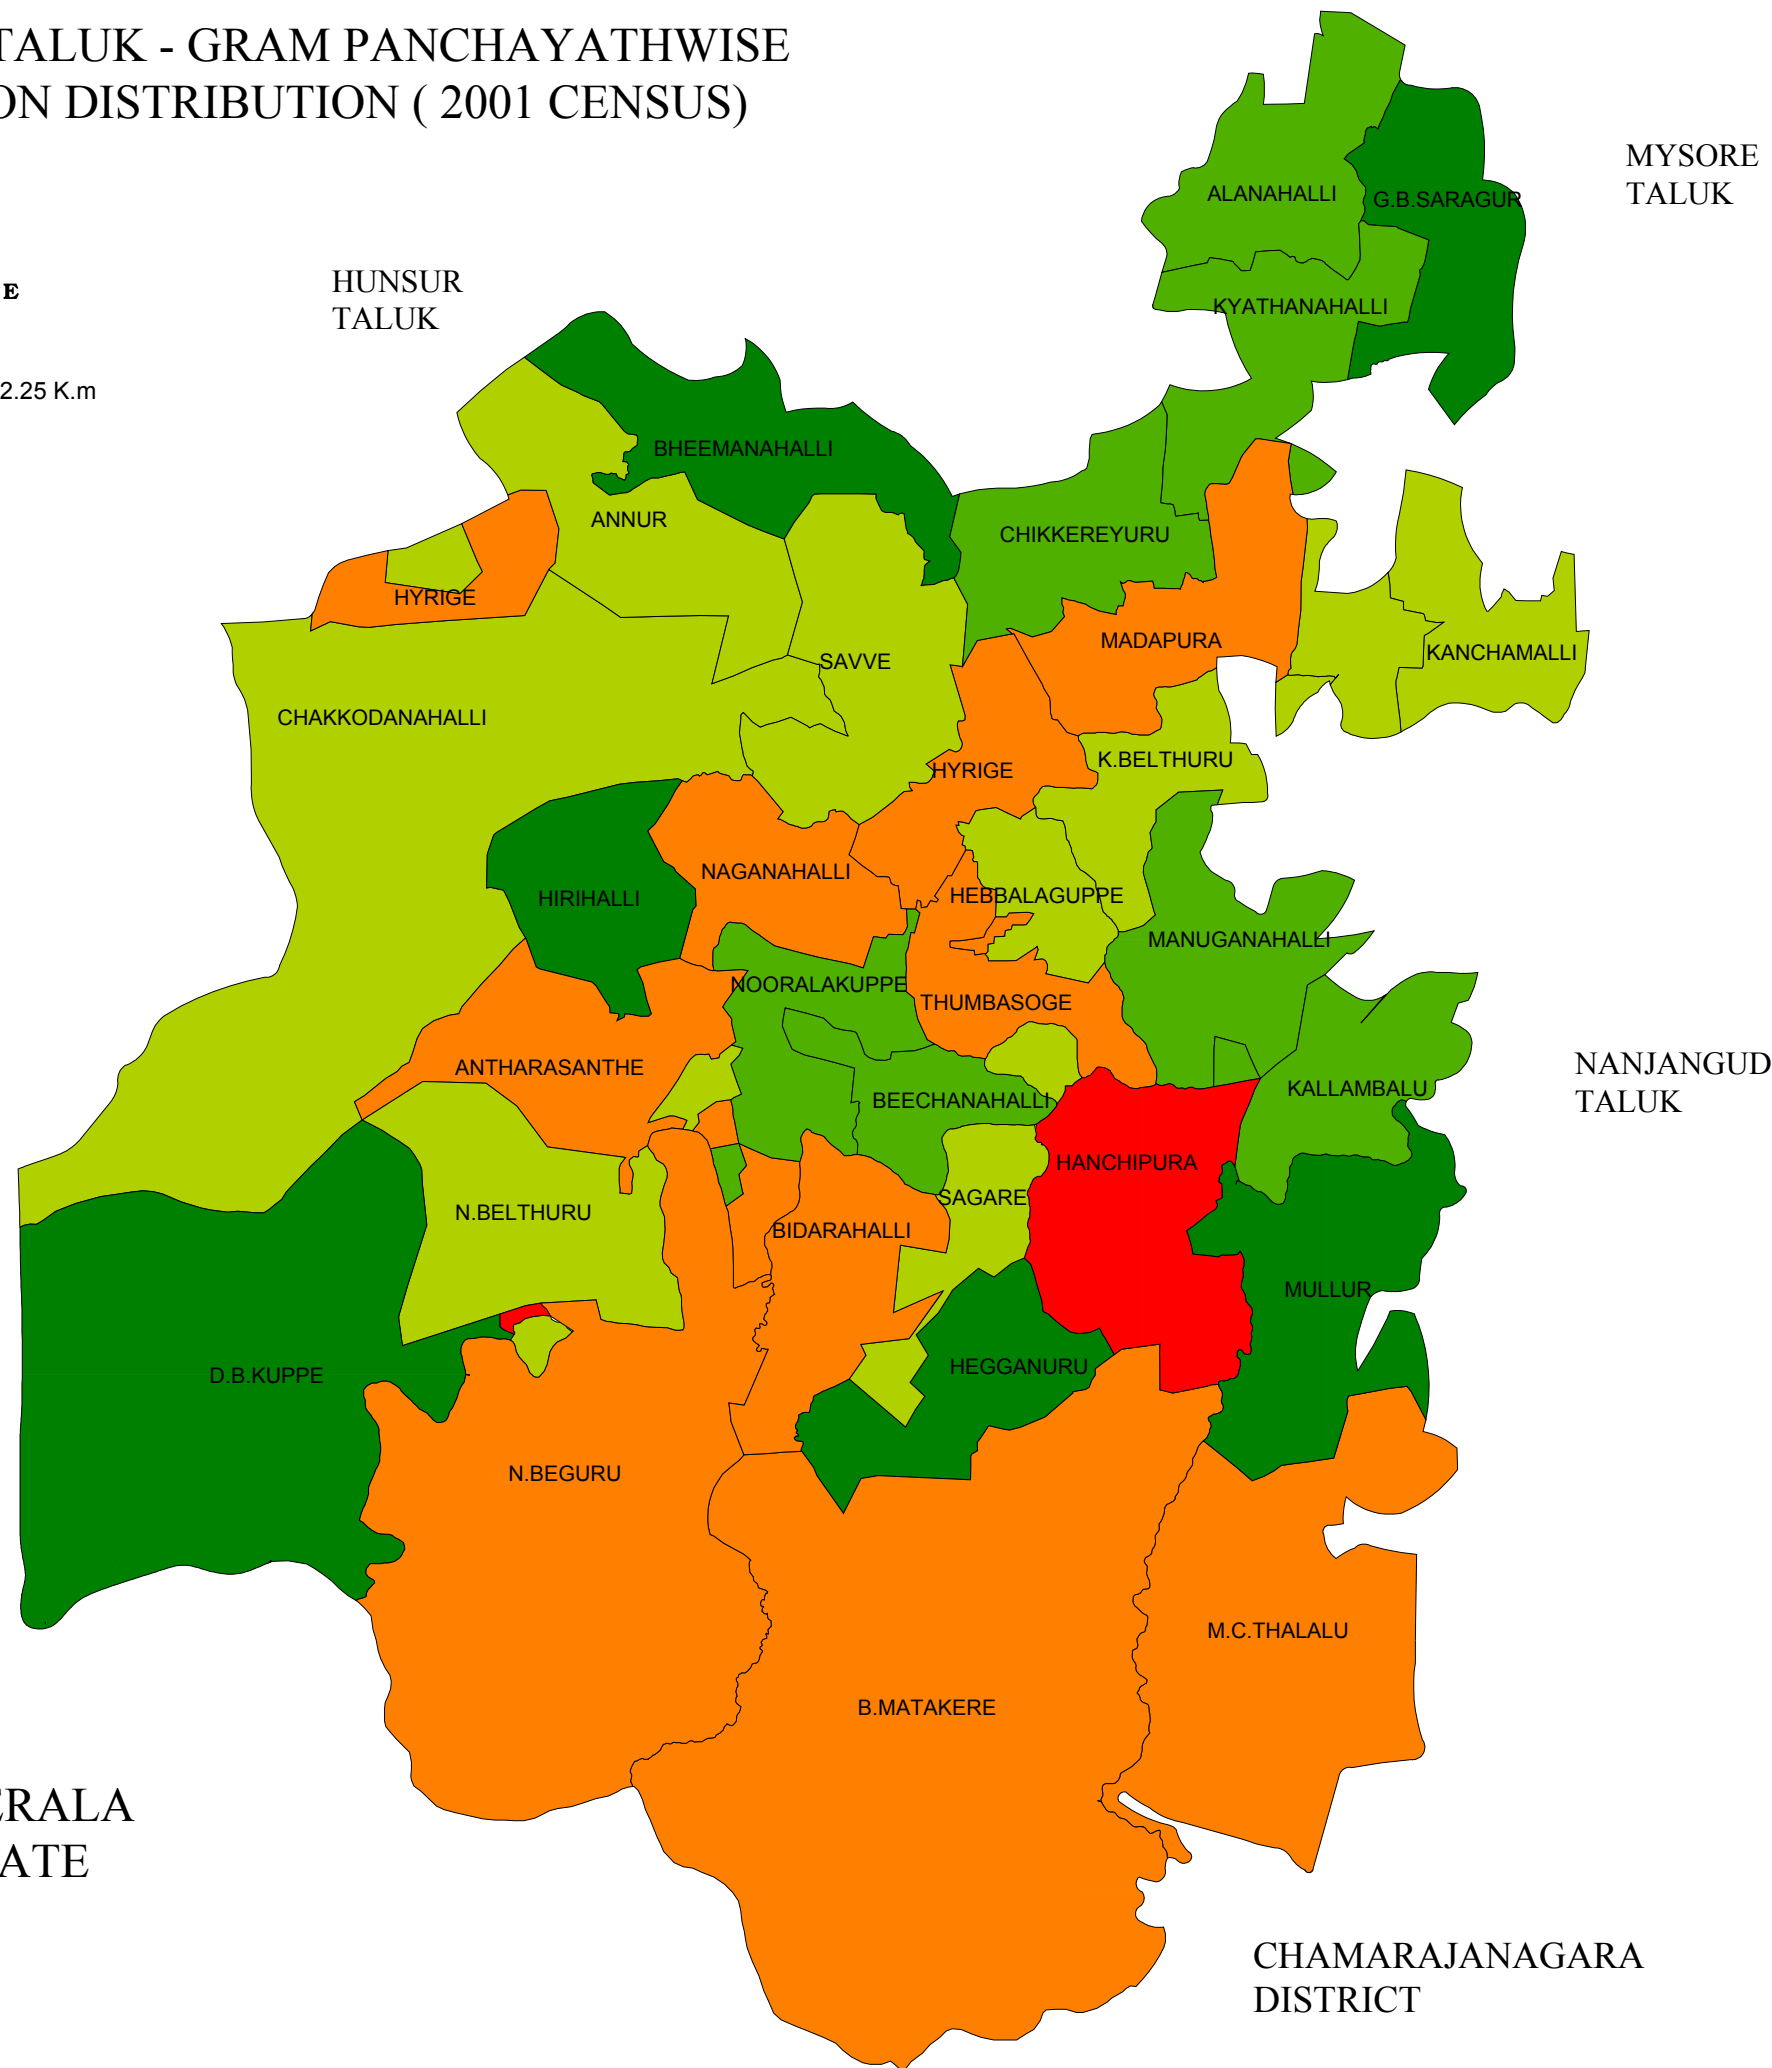 TALUK - GRAM PANCHAYATHWISE
ON DISTRIBUTION ( 2001 CENSUS)
MYSORE
TALUK
ALANAHALLI
G.B.SARAGUR
HUNSUR
TALUK
E
KYATHANAHALLI
2.25 K.m
BHEEMANAHALLI
ANNUR
CHIKKEREYURU
HYRIGE
MADAPURA
KANCHAMALLI
SAVVE
CHAKKODANAHALLI
K.BELTHURU
HYRIGE
NAGANAHALLI
HIRIHALLI
HEBBALAGUPPE
MANUGANAHALLI
NOORALAKUPPE
THUMBASOGE
ANTHARASANTHE
NANJANGUD
TALUK
KALLAMBALU
BEECHANAHALLI
HANCHIPURA
SAGARE
N.BELTHURU
BIDARAHALLI
MULLUR
D.B.KUPPE
HEGGANURU
N.BEGURU
M.C.THALALU
B.MATAKERE
ERALA
ATE
CHAMARAJANAGARA
DISTRICT